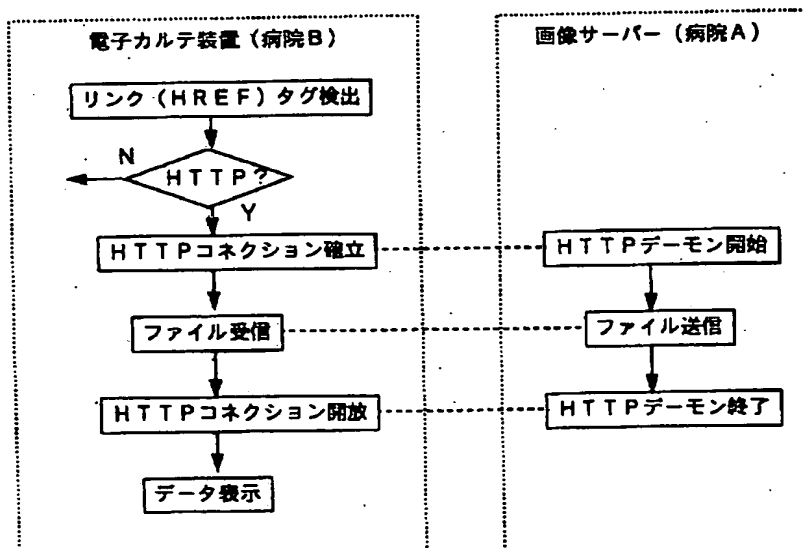 電子カルテ装置（病院B）
リンク（HREF）タグ検出
N
HTTP？
Y
HTTPコネクション確立
ファイル受信
HTTPコネクション開放
データ表示
画像サーバー（病院A）
HTTPデーモン開始
ファイル送信
HTTPデーモン終了